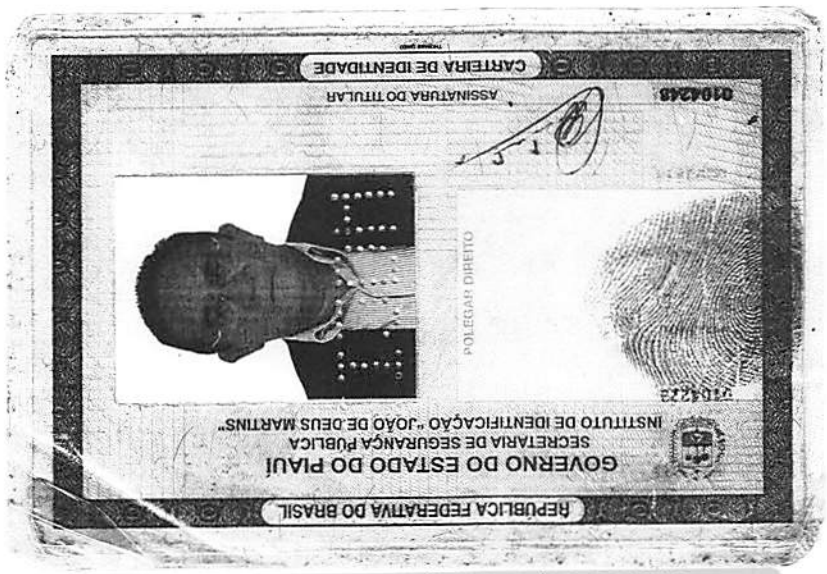 REPÚBLICA FEDERATIVA DO BRASIL
GOVERNO DO ESTADO DO PIAUÍ
SECRETARIA DE SEGURANÇA PÚBLICA
INSTITUTO DE IDENTIFICAÇÃO "JOÃO DE DEUS MARTINS"
POLEGAR DIREITO
0104248
ASSINATURA DO TITULAR
CARTEIRA DE IDENTIDADE